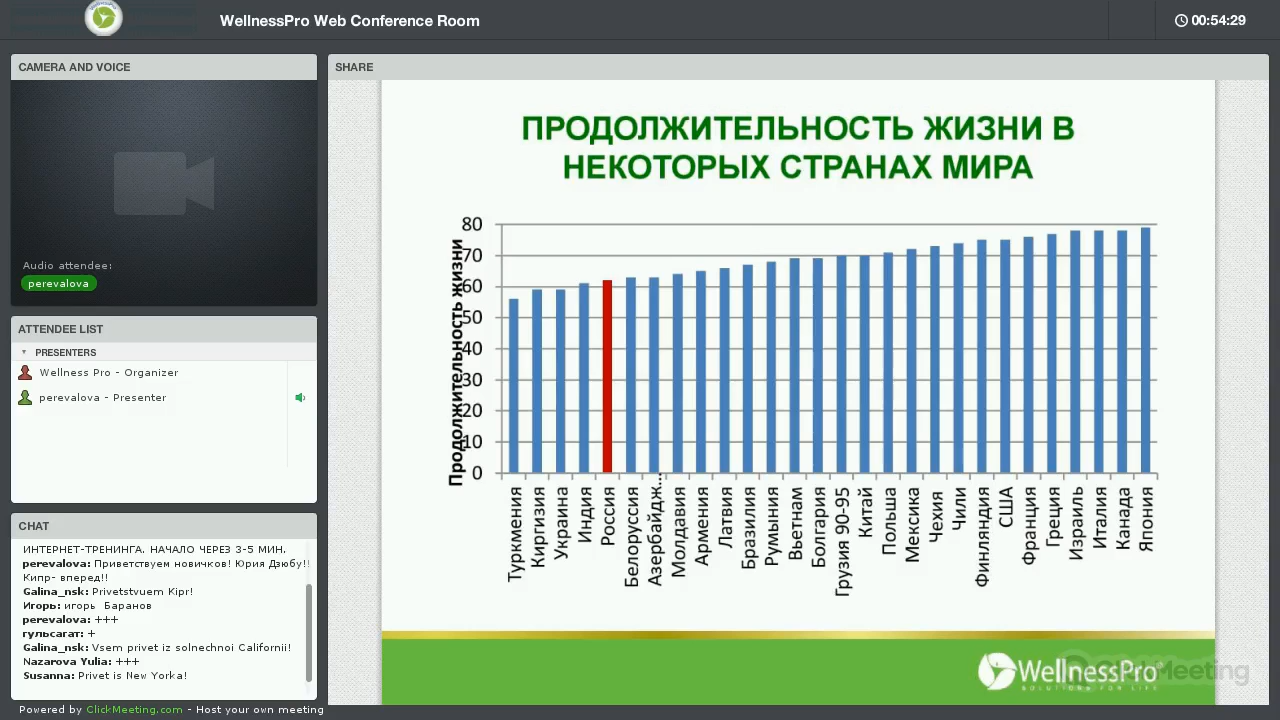 WellnessPro Web Conference Room
00:54:29
CAMERA AND VOICE
Audio attendee:
perevalova
ATTENDEE LIST
PRESENTERS
Wellness Pro - Organizer
perevalova - Presenter
CHAT
ИНТЕРНЕТ-ТРЕНИНГА. НАЧАЛО ЧЕРЕЗ 3-5 МИН.
perevalova: Приветствуем новичков! Юрия Дзюбу!!
Кипр- вперед!!
Galina_nsk: Privetstvuem Kipr!
Игорь: игорь Баранов
perevalova: +++
гульсагат: +
Galina_nsk: Vsem privet iz solnechnoi Californii!
Nazarova Yulia: +++
Susanna: Privet is New Yorka!
Powered by ClickMeeting.com - Host your own meeting
SHARE
ПРОДОЛЖИТЕЛЬНОСТЬ ЖИЗНИ В
НЕКОТОРЫХ СТРАНАХ МИРА
Продолжительность жизни
80
70
60
50
40
30
20
10
0
Туркмения
Киргизия
Украина
Индия
Россия
Белоруссия
Азербайдж...
Молдавия
Армения
Латвия
Бразилия
Румыния
Вьетнам
Болгария
Грузия 90-95
Китай
Польша
Мексика
Чехия
Чили
Финляндия
США
Франция
Греция
Израиль
Италия
Канада
Япония
WellnessPro
SOLUTIONS FOR LIFE
Meeting